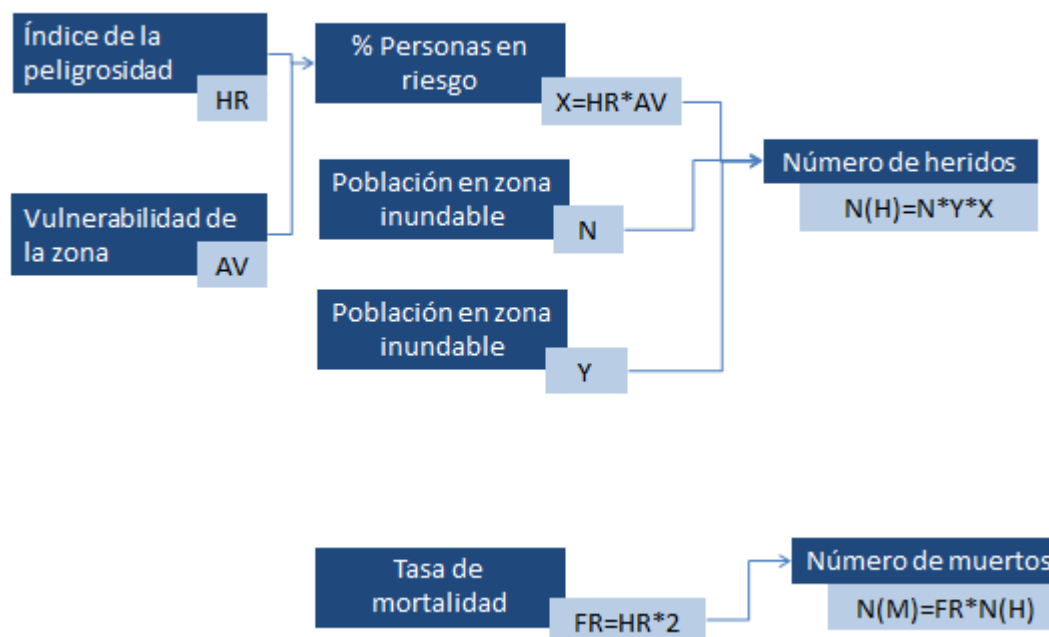 Índice de la
peligrosidad
HR
% Personas en
riesgo
X=HR*AV
Vulnerabilidad de
la zona
AV
Población en zona
inundable
N
Número de heridos
N(H)=N*Y*X
Población en zona
inundable
Y
Tasa de
mortalidad
FR=HR*2
Número de muertos
N(M)=FR*N(H)